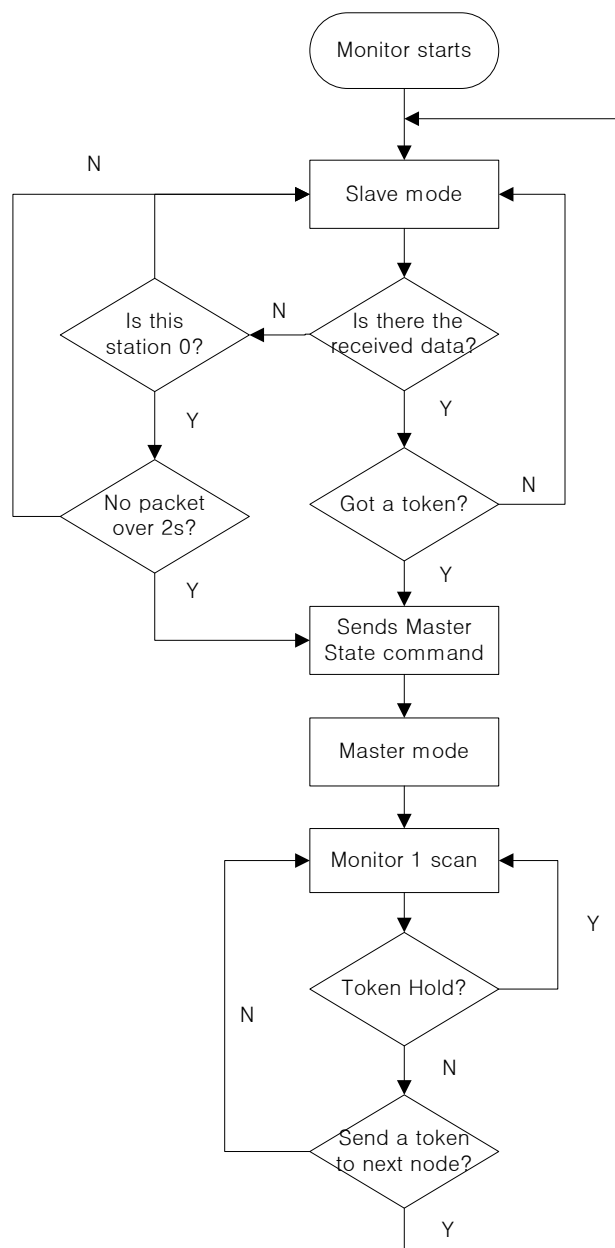 Monitor starts
N
Slave mode
Is this
station 0?
N
Is there the
received data?
Y
Y
No packet
over 2s?
Got a token?
N
Y
Y
Sends Master
State command
Master mode
Monitor 1 scan
Y
Token Hold?
N
N
Send a token
to next node?
Y